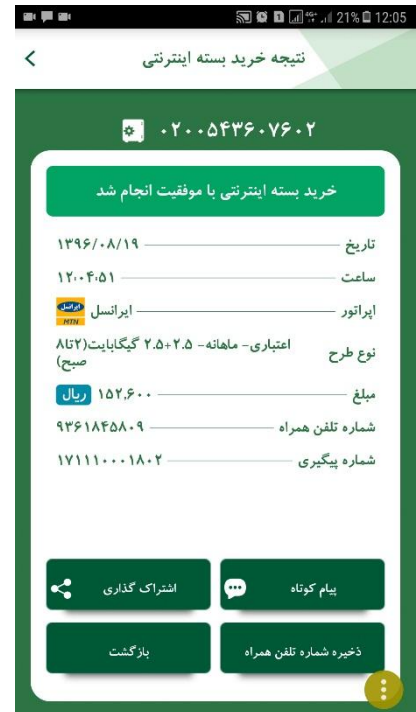 21% 12:05
نتیجه خرید بسته اینترنتی
۰۲۰۰۵۴۳۶۰۷۶۰۲
خرید بسته اینترنتی با موفقیت انجام شد
تاریخ ۱۳۹۶/۰۸/۱۹
ساعت ۱۲:۰۴:۵۱
اپراتور ایرانسل ایرانسل MTN
نوع طرح اعتباری- ماهانه- ۲.۵+۲.۵ گیگابایت(۲تا۸
صبح)
مبلغ ۱۵۲,۶۰۰ ریال
شماره تلفن همراه ۹۳۶۱۸۴۵۸۰۹
شماره پیگیری ۱۷۱۱۱۰۰۰۱۸۰۲
پیام کوتاه
اشتراک گذاری
ذخیره شماره تلفن همراه
بازگشت